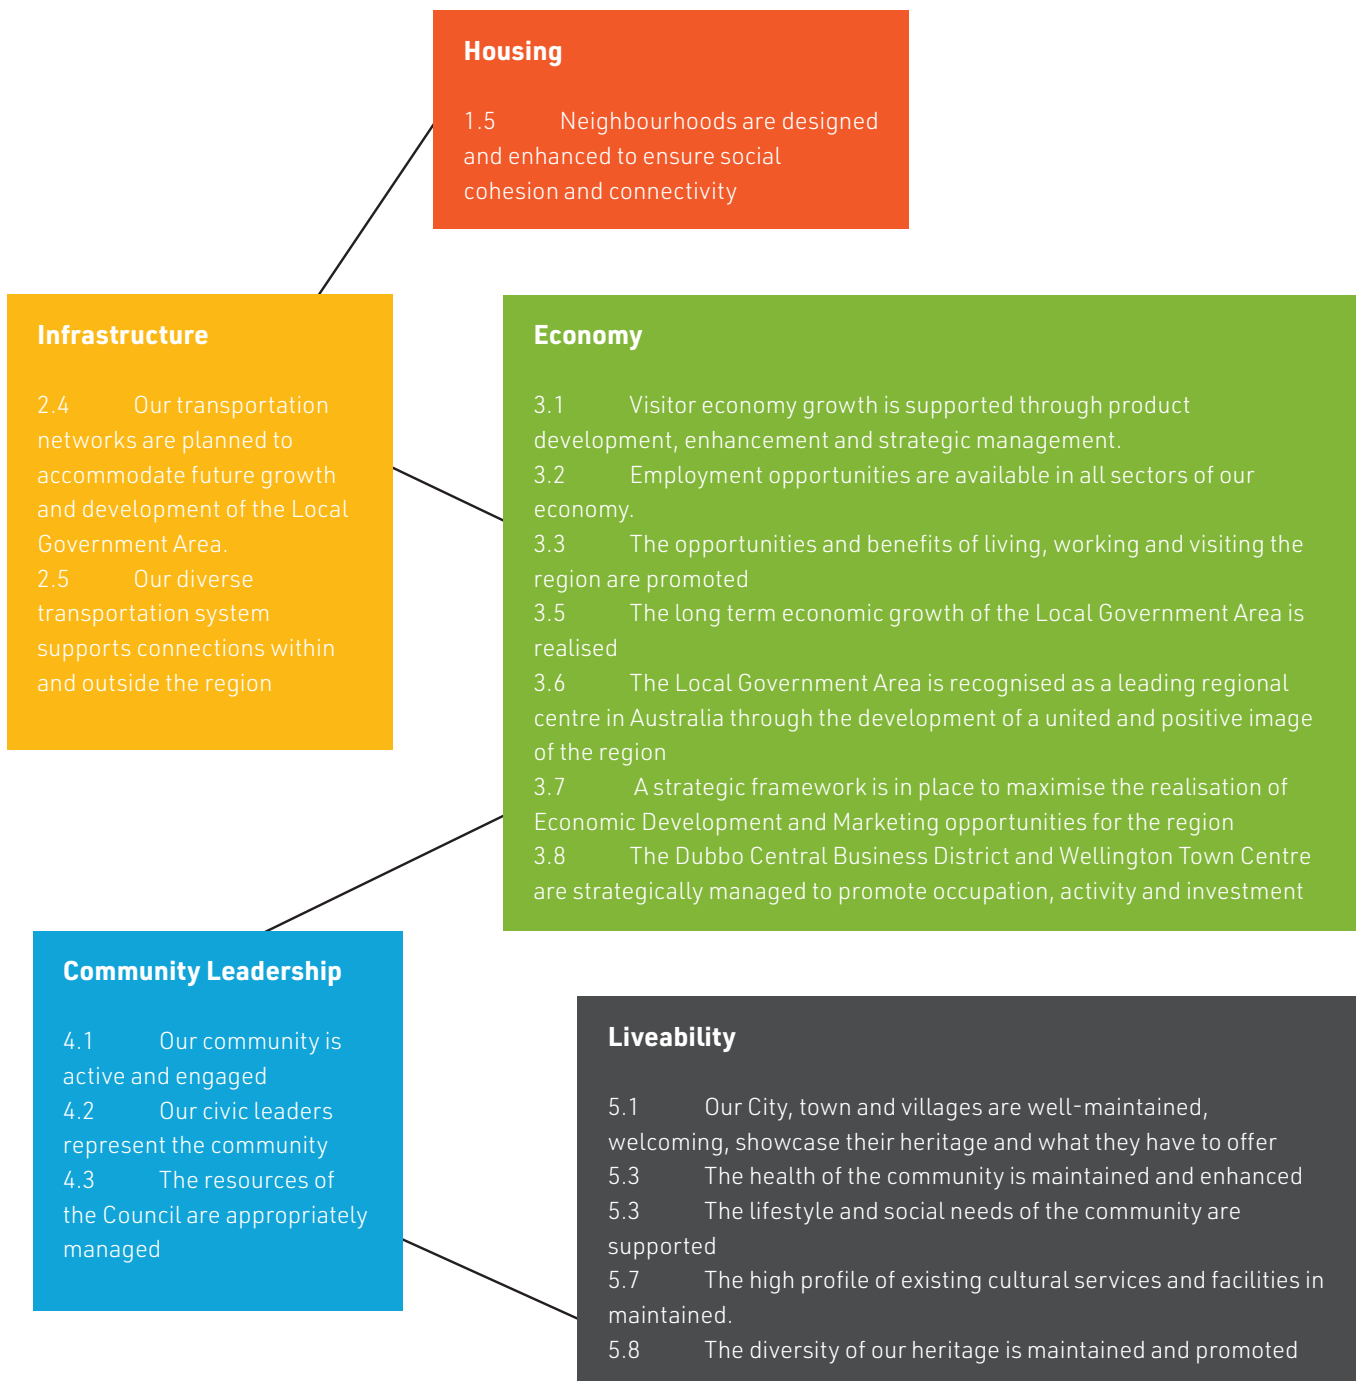 Housing
1.5 Neighbourhoods are designed
and enhanced to ensure social
cohesion and connectivity
Infrastructure
2.4 Our transportation
networks are planned to
accommodate future growth
and development of the Local
Government Area.
2.5 Our diverse
transportation system
supports connections within
and outside the region
Economy
3.1 Visitor economy growth is supported through product
development, enhancement and strategic management.
3.2 Employment opportunities are available in all sectors of our
economy.
3.3 The opportunities and benefits of living, working and visiting the
region are promoted
3.5 The long term economic growth of the Local Government Area is
realised
3.6 The Local Government Area is recognised as a leading regional
centre in Australia through the development of a united and positive image
of the region
3.7 A strategic framework is in place to maximise the realisation of
Economic Development and Marketing opportunities for the region
3.8 The Dubbo Central Business District and Wellington Town Centre
are strategically managed to promote occupation, activity and investment
Community Leadership
4.1 Our community is
active and engaged
4.2 Our civic leaders
represent the community
4.3 The resources of
the Council are appropriately
managed
Liveability
5.1 Our City, town and villages are well-maintained,
welcoming, showcase their heritage and what they have to offer
5.3 The health of the community is maintained and enhanced
5.3 The lifestyle and social needs of the community are
supported
5.7 The high profile of existing cultural services and facilities in
maintained.
5.8 The diversity of our heritage is maintained and promoted